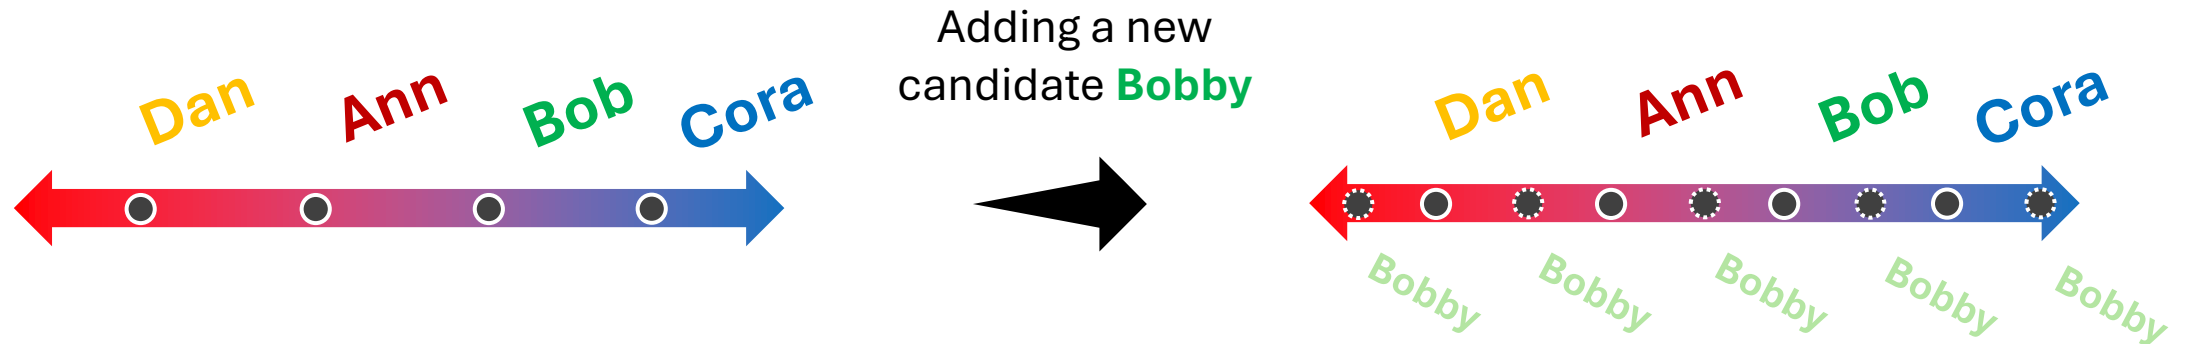 Dan Ann Bob Cora
Adding a new
candidate Bobby
Dan Ann Bob Cora
Bobby Bobby Bobby Bobby Bobby